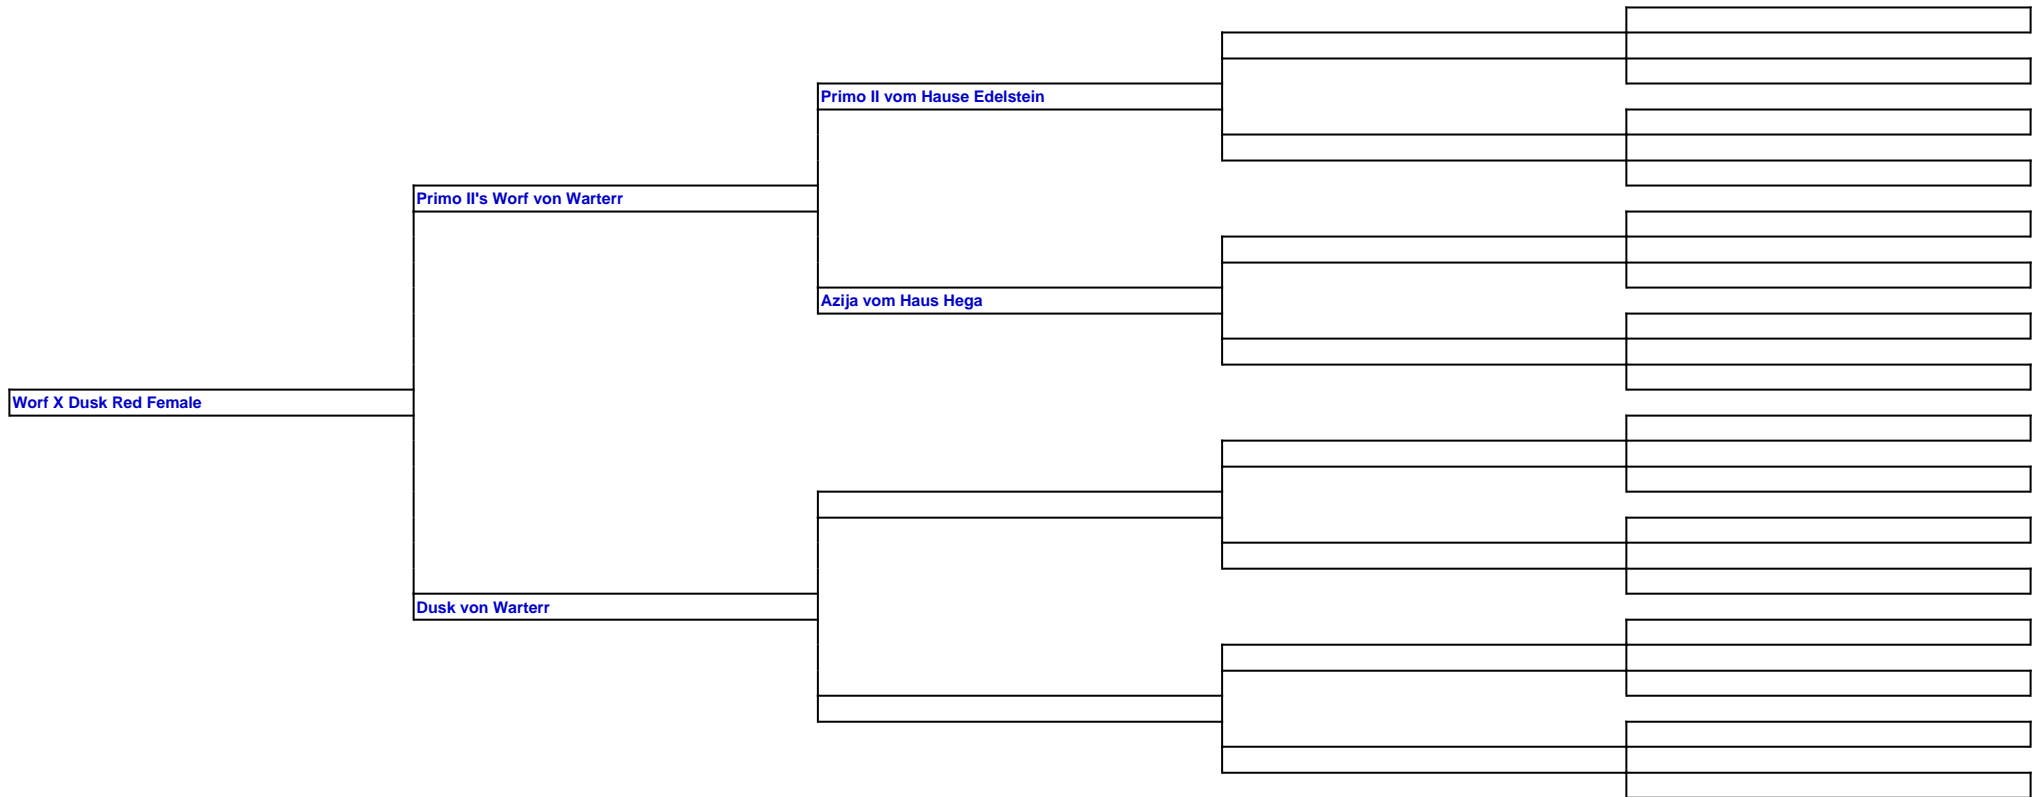 Primo II vom Hause Edelstein
Primo II's Worf von Warterr
Azija vom Haus Hega
Worf X Dusk Red Female
Dusk von Warterr